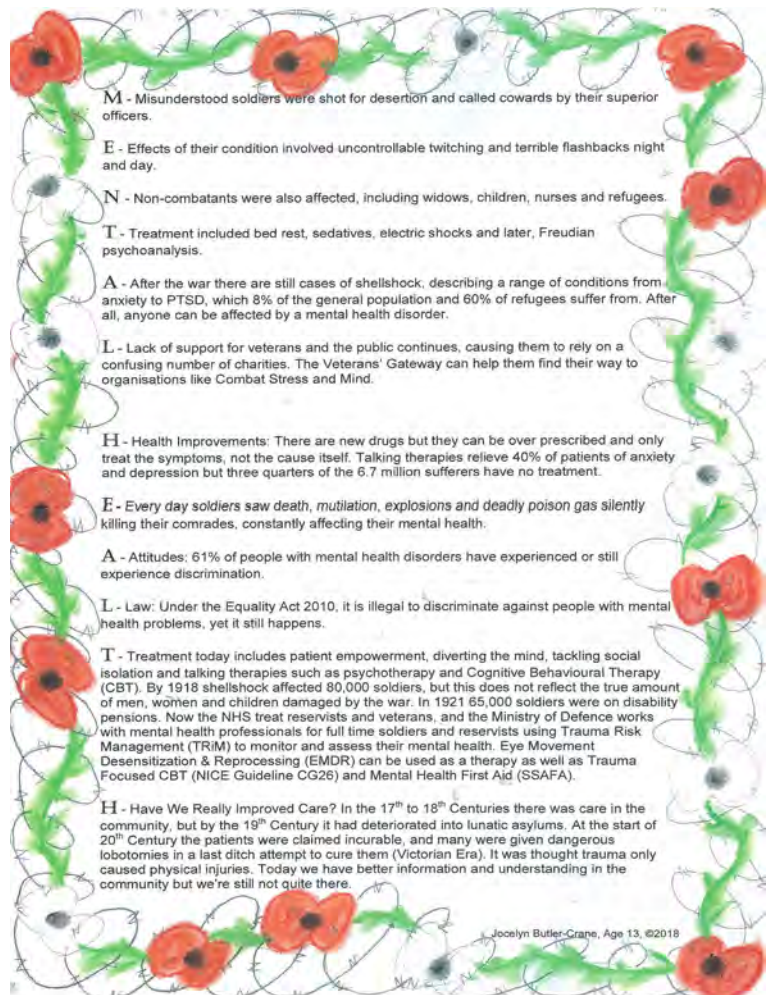 M - Misunderstood soldiers were shot for desertion and called cowards by their superior
officers.
E - Effects of their condition involved uncontrollable twitching and terrible flashbacks night
and day.
N - Non-combatants were also affected, including widows, children, nurses and refugees.
T - Treatment included bed rest, sedatives, electric shocks and later, Freudian
psychoanalysis.
A - After the war there are still cases of shellshock, describing a range of conditions from
anxiety to PTSD, which 8% of the general population and 60% of refugees suffer from. After
all, anyone can be affected by a mental health disorder.
L - Lack of support for veterans and the public continues, causing them to rely on a
confusing number of charities. The Veterans' Gateway can help them find their way to
organisations like Combat Stress and Mind.
H - Health Improvements: There are new drugs but they can be over prescribed and only
treat the symptoms, not the cause itself. Talking therapies relieve 40% of patients of anxiety
and depression but three quarters of the 6.7 million sufferers have no treatment.
E - Every day soldiers saw death, mutilation, explosions and deadly poison gas silently
killing their comrades, constantly affecting their mental health.
A - Attitudes: 61% of people with mental health disorders have experienced or still
experience discrimination.
L - Law: Under the Equality Act 2010, it is illegal to discriminate against people with mental
health problems, yet it still happens.
T - Treatment today includes patient empowerment, diverting the mind, tackling social
isolation and talking therapies such as psychotherapy and Cognitive Behavioural Therapy
(CBT). By 1918 shellshock affected 80,000 soldiers, but this does not reflect the true amount
of men, women and children damaged by the war. In 1921 65,000 soldiers were on disability
pensions. Now the NHS treat reservists and veterans, and the Ministry of Defence works
with mental health professionals for full time soldiers and reservists using Trauma Risk
Management (TRiM) to monitor and assess their mental health. Eye Movement
Desensitization & Reprocessing (EMDR) can be used as a therapy as well as Trauma
Focused CBT (NICE Guideline CG26) and Mental Health First Aid (SSAFA).
H - Have We Really Improved Care? In the 17th to 18th Centuries there was care in the
community, but by the 19th Century it had deteriorated into lunatic asylums. At the start of
20th Century the patients were claimed incurable, and many were given dangerous
lobotomies in a last ditch attempt to cure them (Victorian Era). It was thought trauma only
caused physical injuries. Today we have better information and understanding in the
community but we're still not quite there.
Jocelyn Butler-Crane, Age 13, ©2018